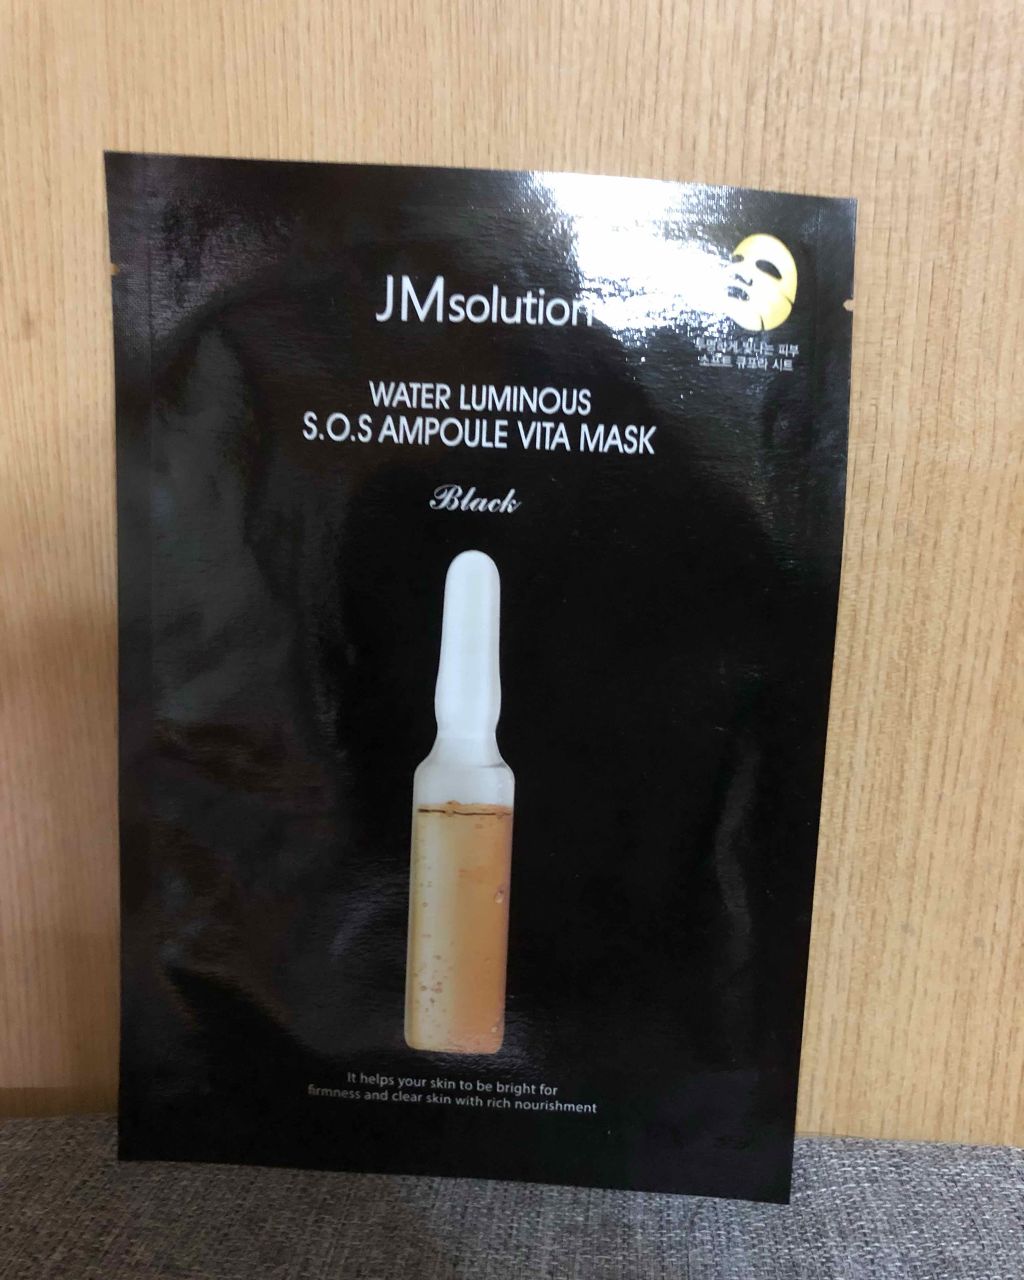 JMsolution
투명하게 빛나는 피부
소프트 큐프라 시트
WATER LUMINOUS
S.O.S AMPOULE VITA MASK
Black
It helps your skin to be bright for
firmness and clear skin with rich nourishment